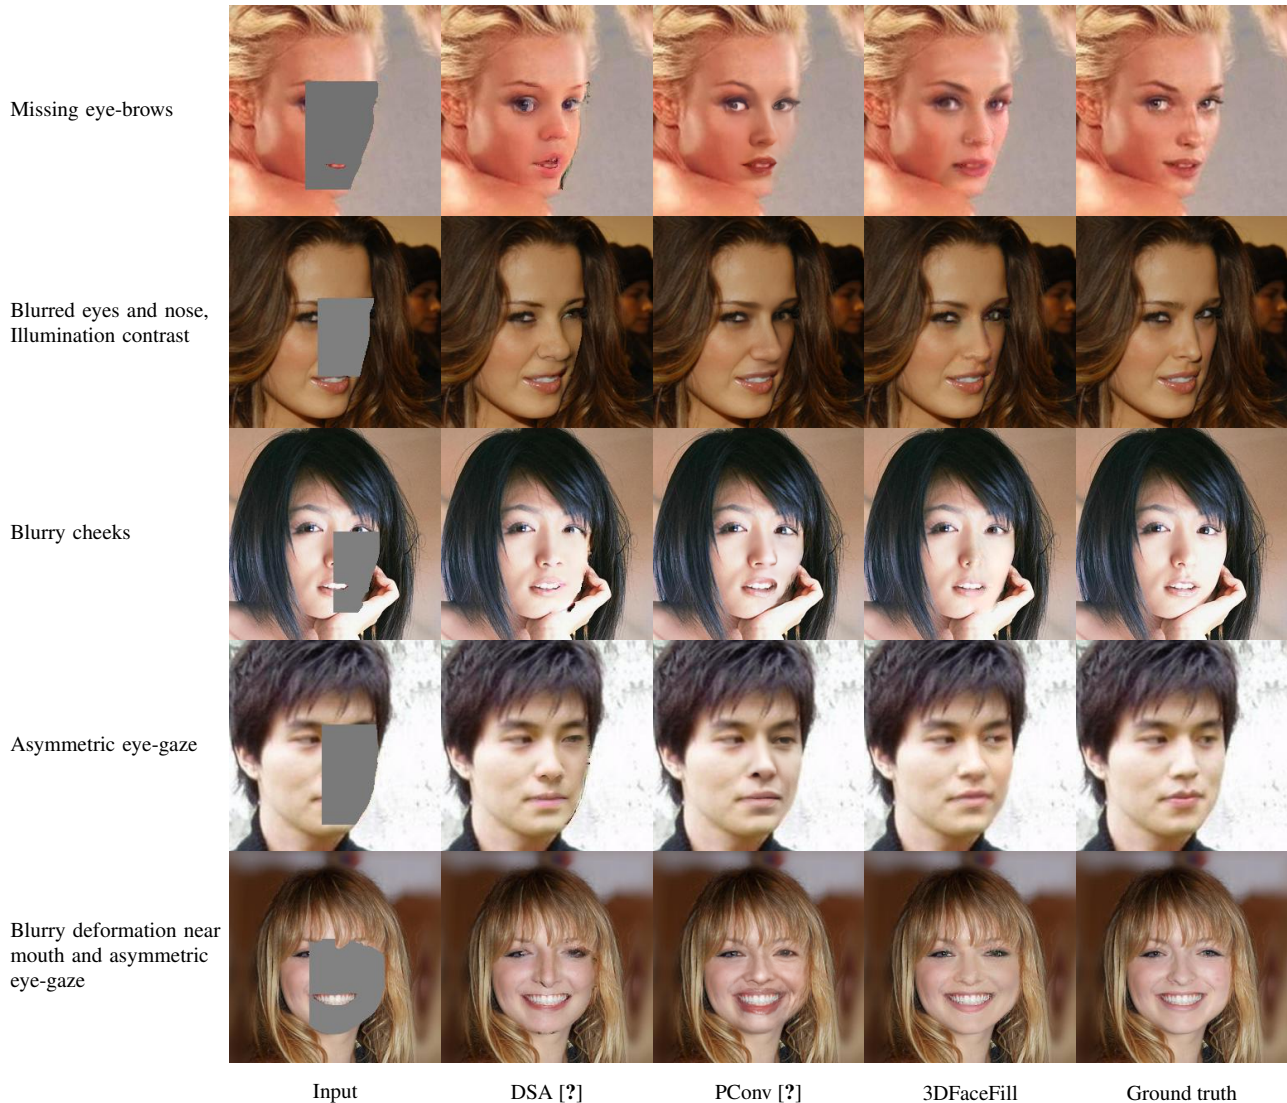 Missing eye-brows
Blurred eyes and nose,
Illumination contrast
Blurry cheeks
Asymmetric eye-gaze
Blurry deformation near
mouth and asymmetric
eye-gaze
Input
DSA [?]
PConv [?]
3DFaceFill
Ground truth